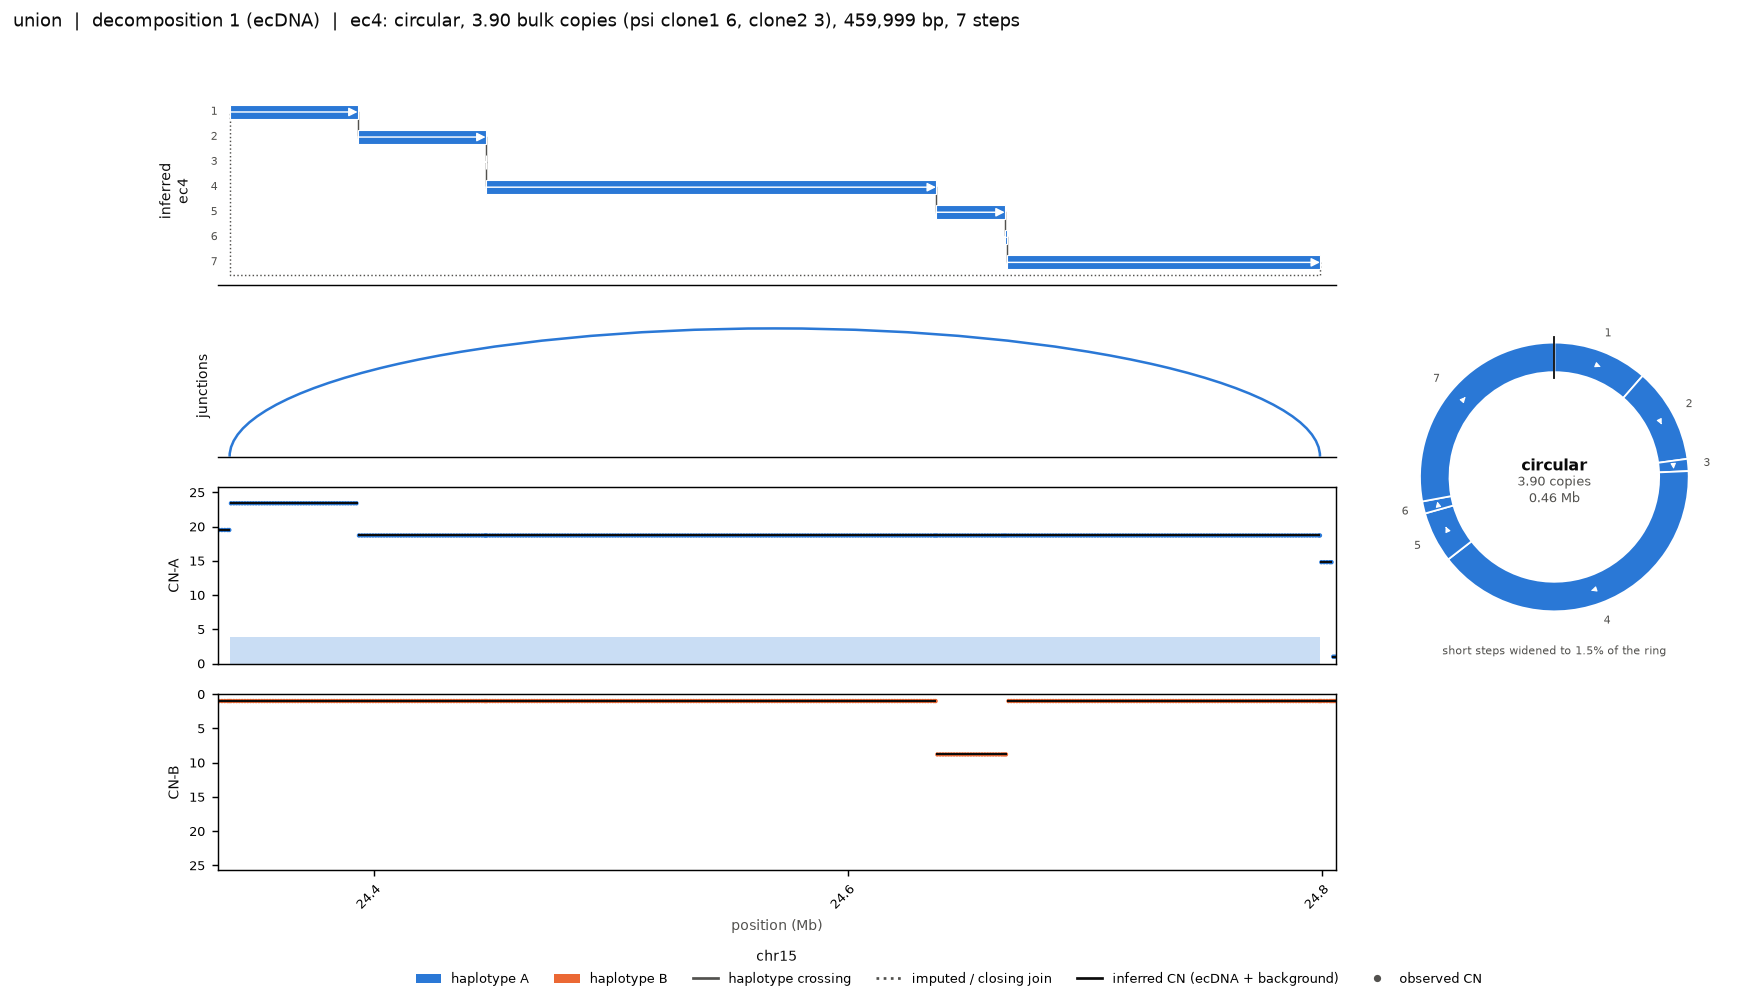 union | decomposition 1 (ecDNA) | ec4: circular, 3.90 bulk copies (psi clone1 6, clone2 3), 459,999 bp, 7 steps
inferred
ec4
1
2
3
4
5
6
7
junctions
CN-A
25
20
15
10
5
0
CN-B
0
5
10
15
20
25
24.4
24.6
24.8
position (Mb)
chr15
1
2
3
4
5
6
7
circular
3.90 copies
0.46 Mb
short steps widened to 1.5% of the ring
haplotype A
haplotype B
haplotype crossing
imputed / closing join
inferred CN (ecDNA + background)
observed CN